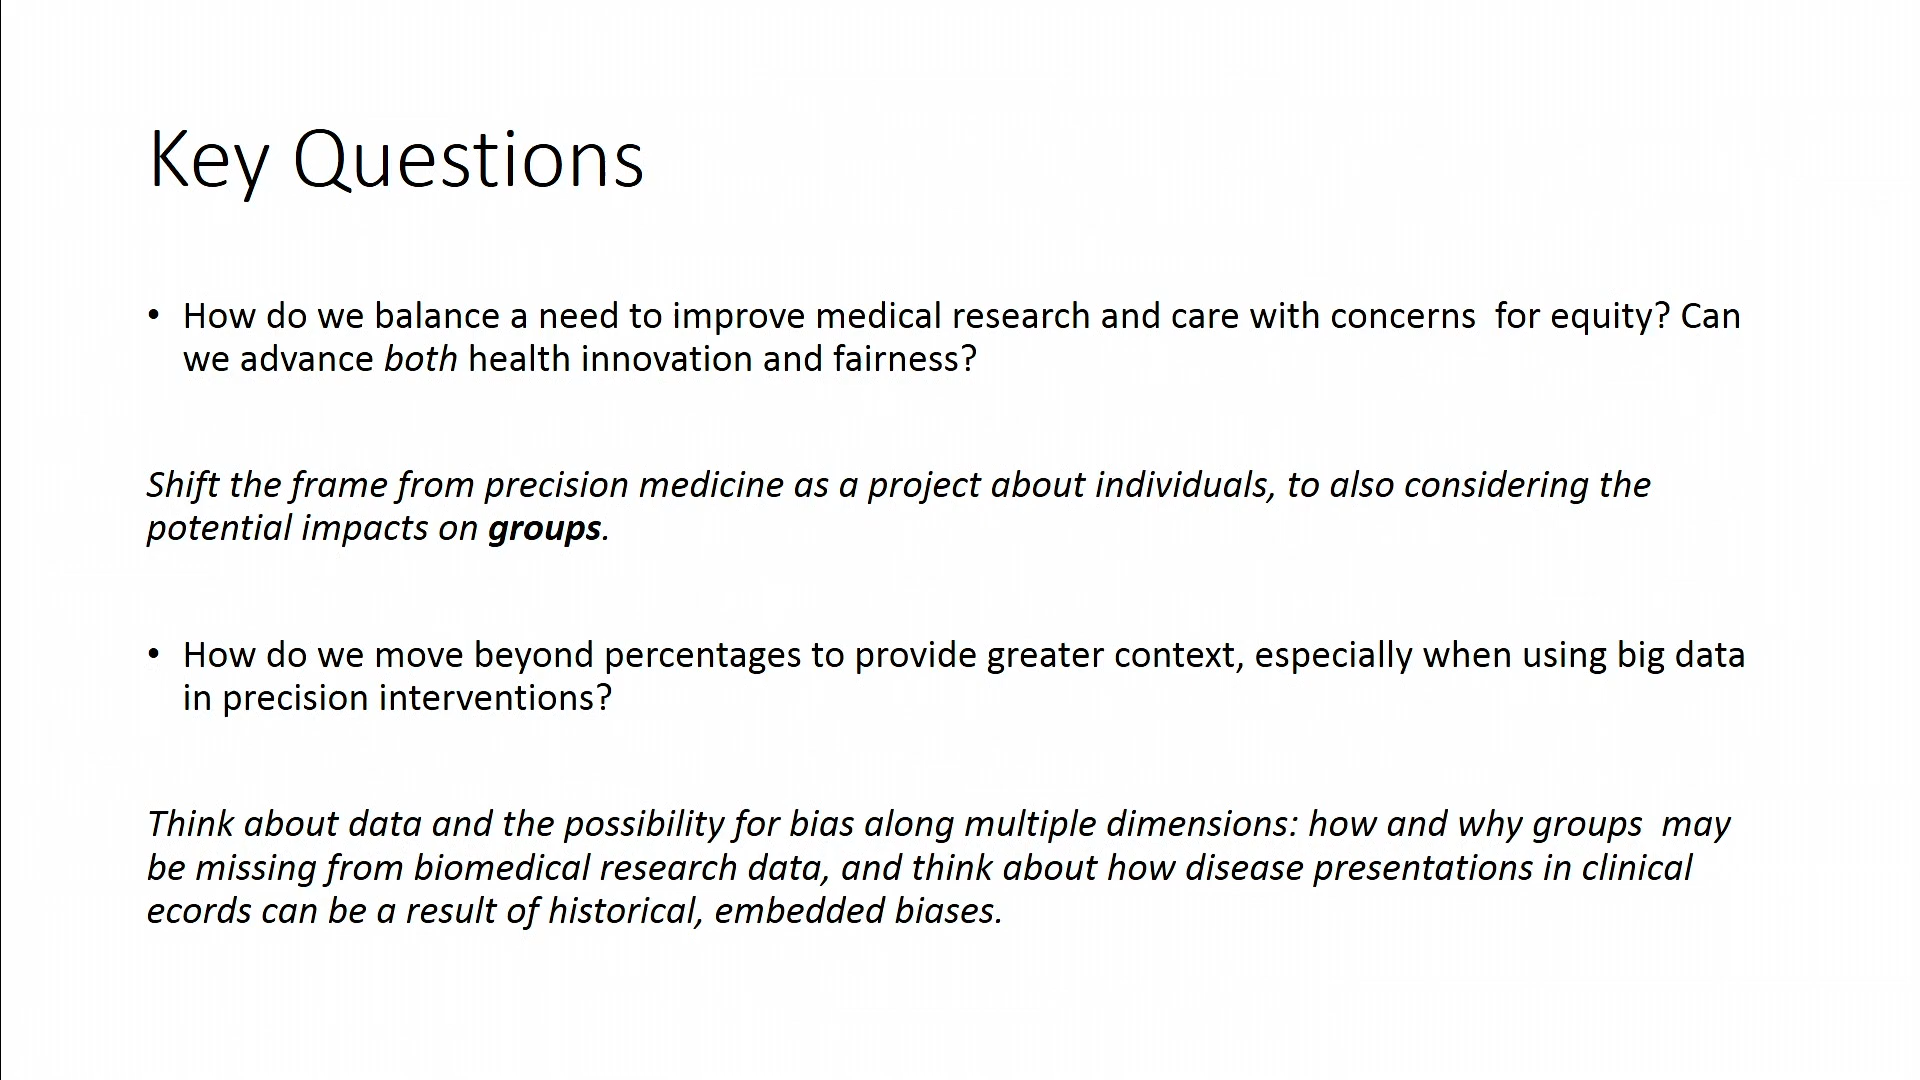 Key Questions
• How do we balance a need to improve medical research and care with concerns  for equity? Can
we advance both health innovation and fairness?
Shift the frame from precision medicine as a project about individuals, to also considering the
potential impacts on groups.
• How do we move beyond percentages to provide greater context, especially when using big data
in precision interventions?
Think about data and the possibility for bias along multiple dimensions: how and why groups  may
be missing from biomedical research data, and think about how disease presentations in clinical
ecords can be a result of historical, embedded biases.